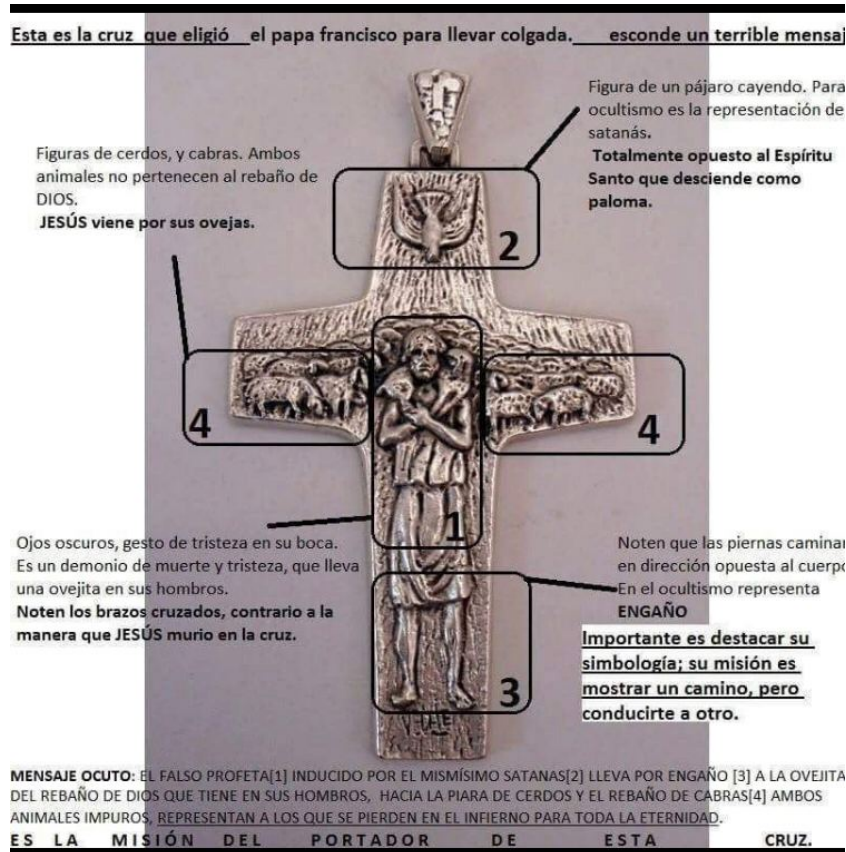 Esta es la cruz que eligió el papa francisco para llevar colgada. esconde un terrible mensaj
Figura de un pájaro cayendo. Para
ocultismo es la representación de
satanás.
Totalmente opuesto al Espíritu
Santo que desciende como
paloma.
Figuras de cerdos, y cabras. Ambos
animales no pertenecen al rebaño de
DIOS.
JESÚS viene por sus ovejas.
2
4
4
1
Ojos oscuros, gesto de tristeza en su boca.
Es un demonio de muerte y tristeza, que lleva
una ovejita en sus hombros.
Noten los brazos cruzados, contrario a la
manera que JESÚS murio en la cruz.
Noten que las piernas caminan
en dirección opuesta al cuerpo
En el ocultismo representa
ENGAÑO
Importante es destacar su
simbología; su misión es
mostrar un camino, pero
conducirte a otro.
3
MENSAJE OCUTO: EL FALSO PROFETA[1] INDUCIDO POR EL MISMÍSIMO SATANAS[2] LLEVA POR ENGAÑO [3] A LA OVEJITA
DEL REBAÑO DE DIOS QUE TIENE EN SUS HOMBROS, HACIA LA PIARA DE CERDOS Y EL REBAÑO DE CABRAS[4] AMBOS
ANIMALES IMPUROS, REPRESENTAN A LOS QUE SE PIERDEN EN EL INFIERNO PARA TODA LA ETERNIDAD.
ES LA MISIÓN DEL PORTADOR DE ESTA CRUZ.